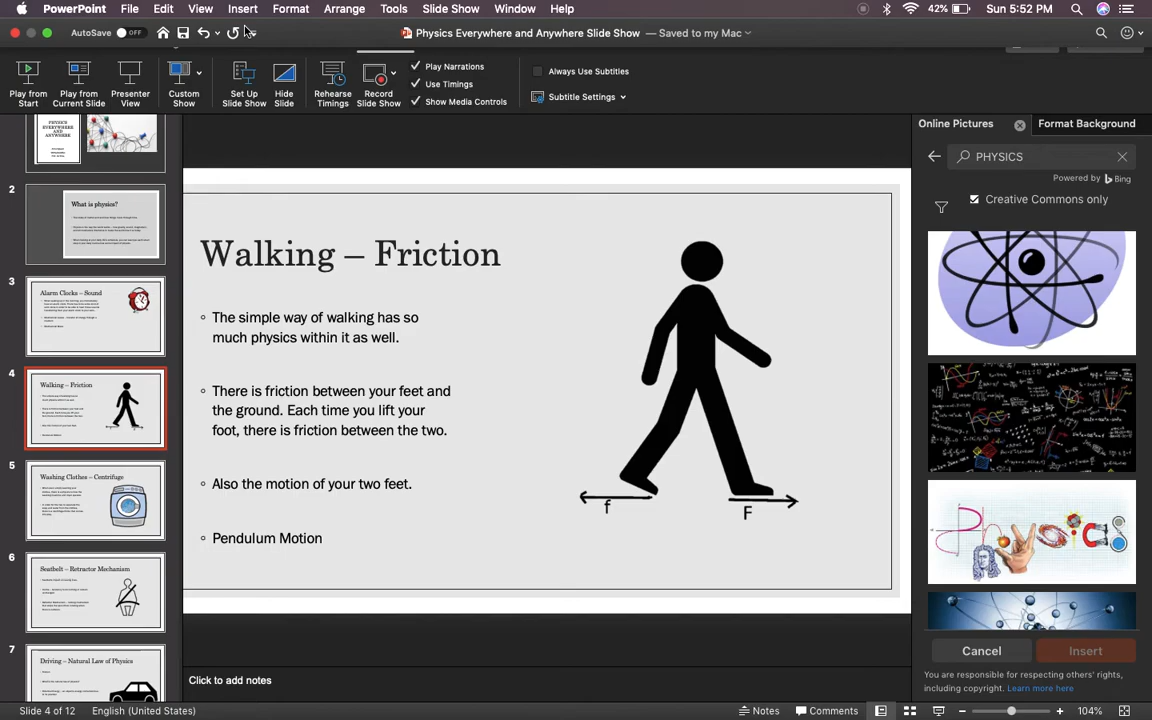 PowerPoint File Edit View Insert Format Arrange Tools Slide Show Window Help 42% Sun 5:52 PM
AutoSave OFF Physics Everywhere and Anywhere Slide Show — Saved to my Mac
Play from Start
Play from Current Slide
Presenter View
Custom Show
Set Up Slide Show
Hide Slide
Rehearse Timings
Record Slide Show
Play Narrations
Use Timings
Show Media Controls
Always Use Subtitles
Subtitle Settings
PHYSICS
EVERYWHERE
AND
ANYWHERE
2
What is physics?
3
Alarm Clocks – Sound
4
Walking – Friction
5
Washing Clothes – Centrifuge
6
Seatbelt – Retractor Mechanism
7
Driving – Natural Law of Physics
Walking – Friction
The simple way of walking has so
much physics within it as well.
There is friction between your feet and
the ground. Each time you lift your
foot, there is friction between the two.
Also the motion of your two feet.
Pendulum Motion
f
F
Click to add notes
Online Pictures Format Background
PHYSICS
Powered by Bing
Creative Commons only
Physics
Cancel Insert
You are responsible for respecting others' rights,
including copyright. Learn more here
Slide 4 of 12 English (United States) Notes Comments 104%